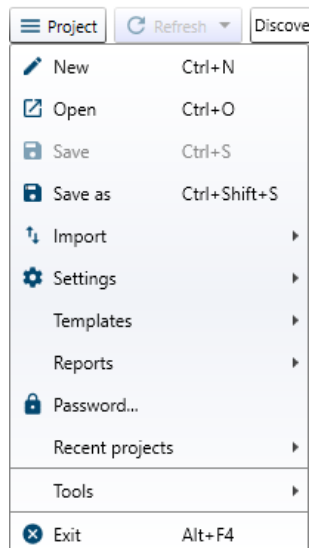 Project Refresh Discove
New Ctrl+N
Open Ctrl+O
Save Ctrl+S
Save as Ctrl+Shift+S
Import
Settings
Templates
Reports
Password...
Recent projects
Tools
Exit Alt+F4